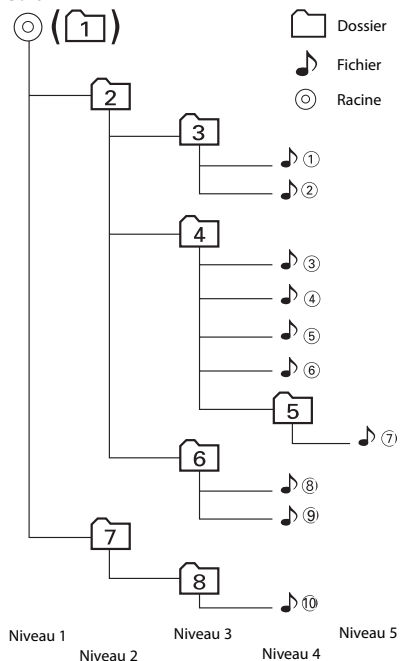 ( 1 )
Dossier
Fichier
Racine
2
3
①
②
4
③
④
⑤
⑥
5
⑦
6
⑧
⑨
7
8
⑩
Niveau 1
Niveau 2
Niveau 3
Niveau 4
Niveau 5